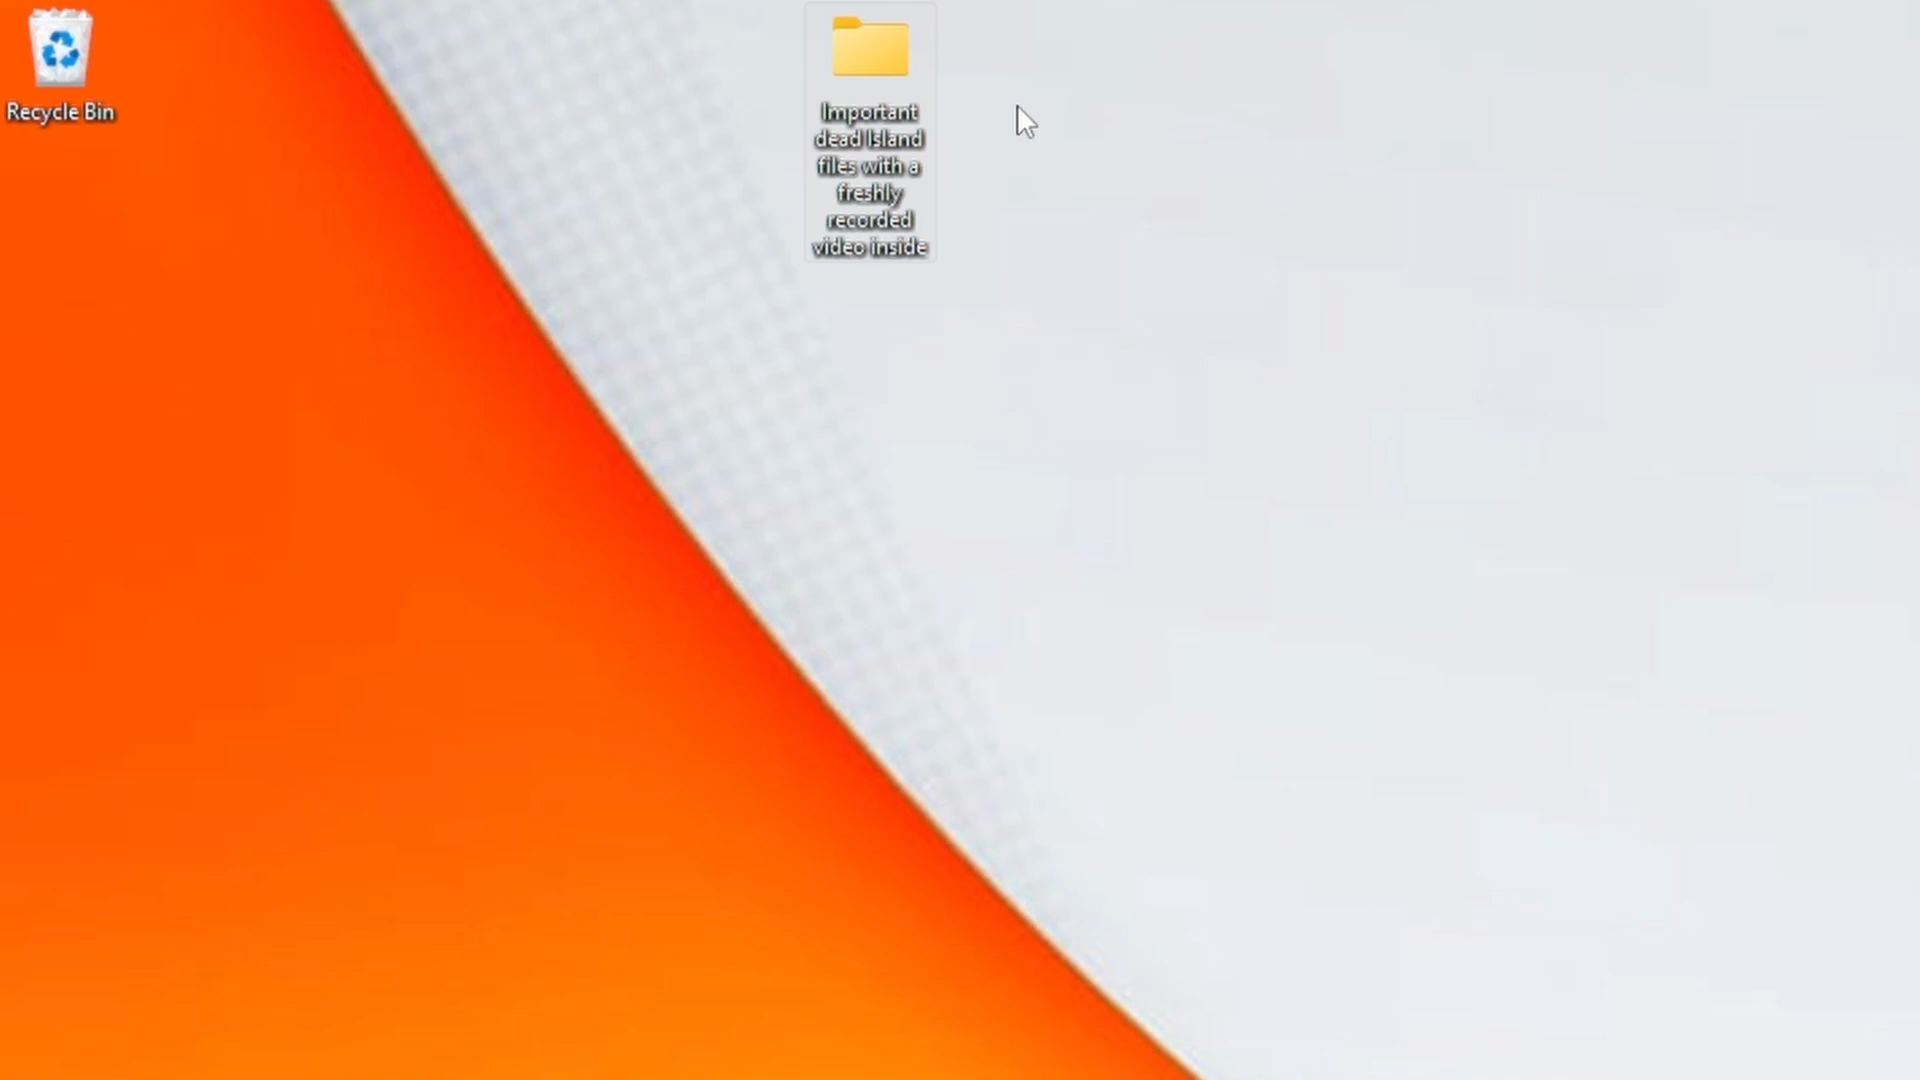 Recycle Bin
Important
dead Island
files with a
freshly
recorded
video inside